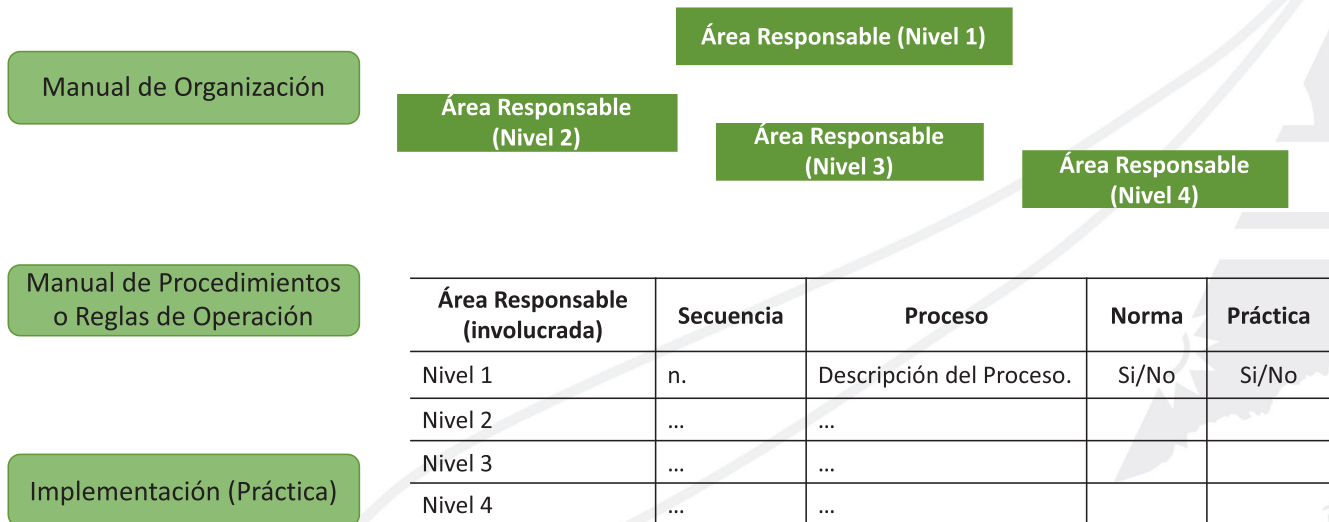 Área Responsable (Nivel 1)
Manual de Organización
Área Responsable
(Nivel 2)
Área Responsable
(Nivel 3)
Área Responsable
(Nivel 4)
Manual de Procedimientos
o Reglas de Operación
Área Responsable
(involucrada)
Secuencia
Proceso
Norma
Práctica
Nivel 1
n.
Descripción del Proceso.
Si/No
Si/No
Nivel 2
...
...
Nivel 3
...
...
Implementación (Práctica)
Nivel 4
...
...